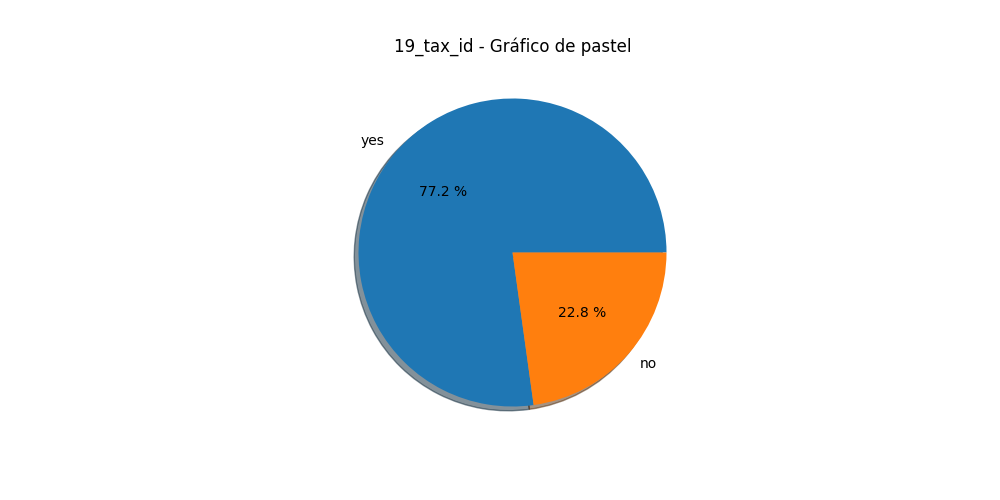 19_tax_id - Gráfico de pastel
yes
77.2 %
22.8 %
no